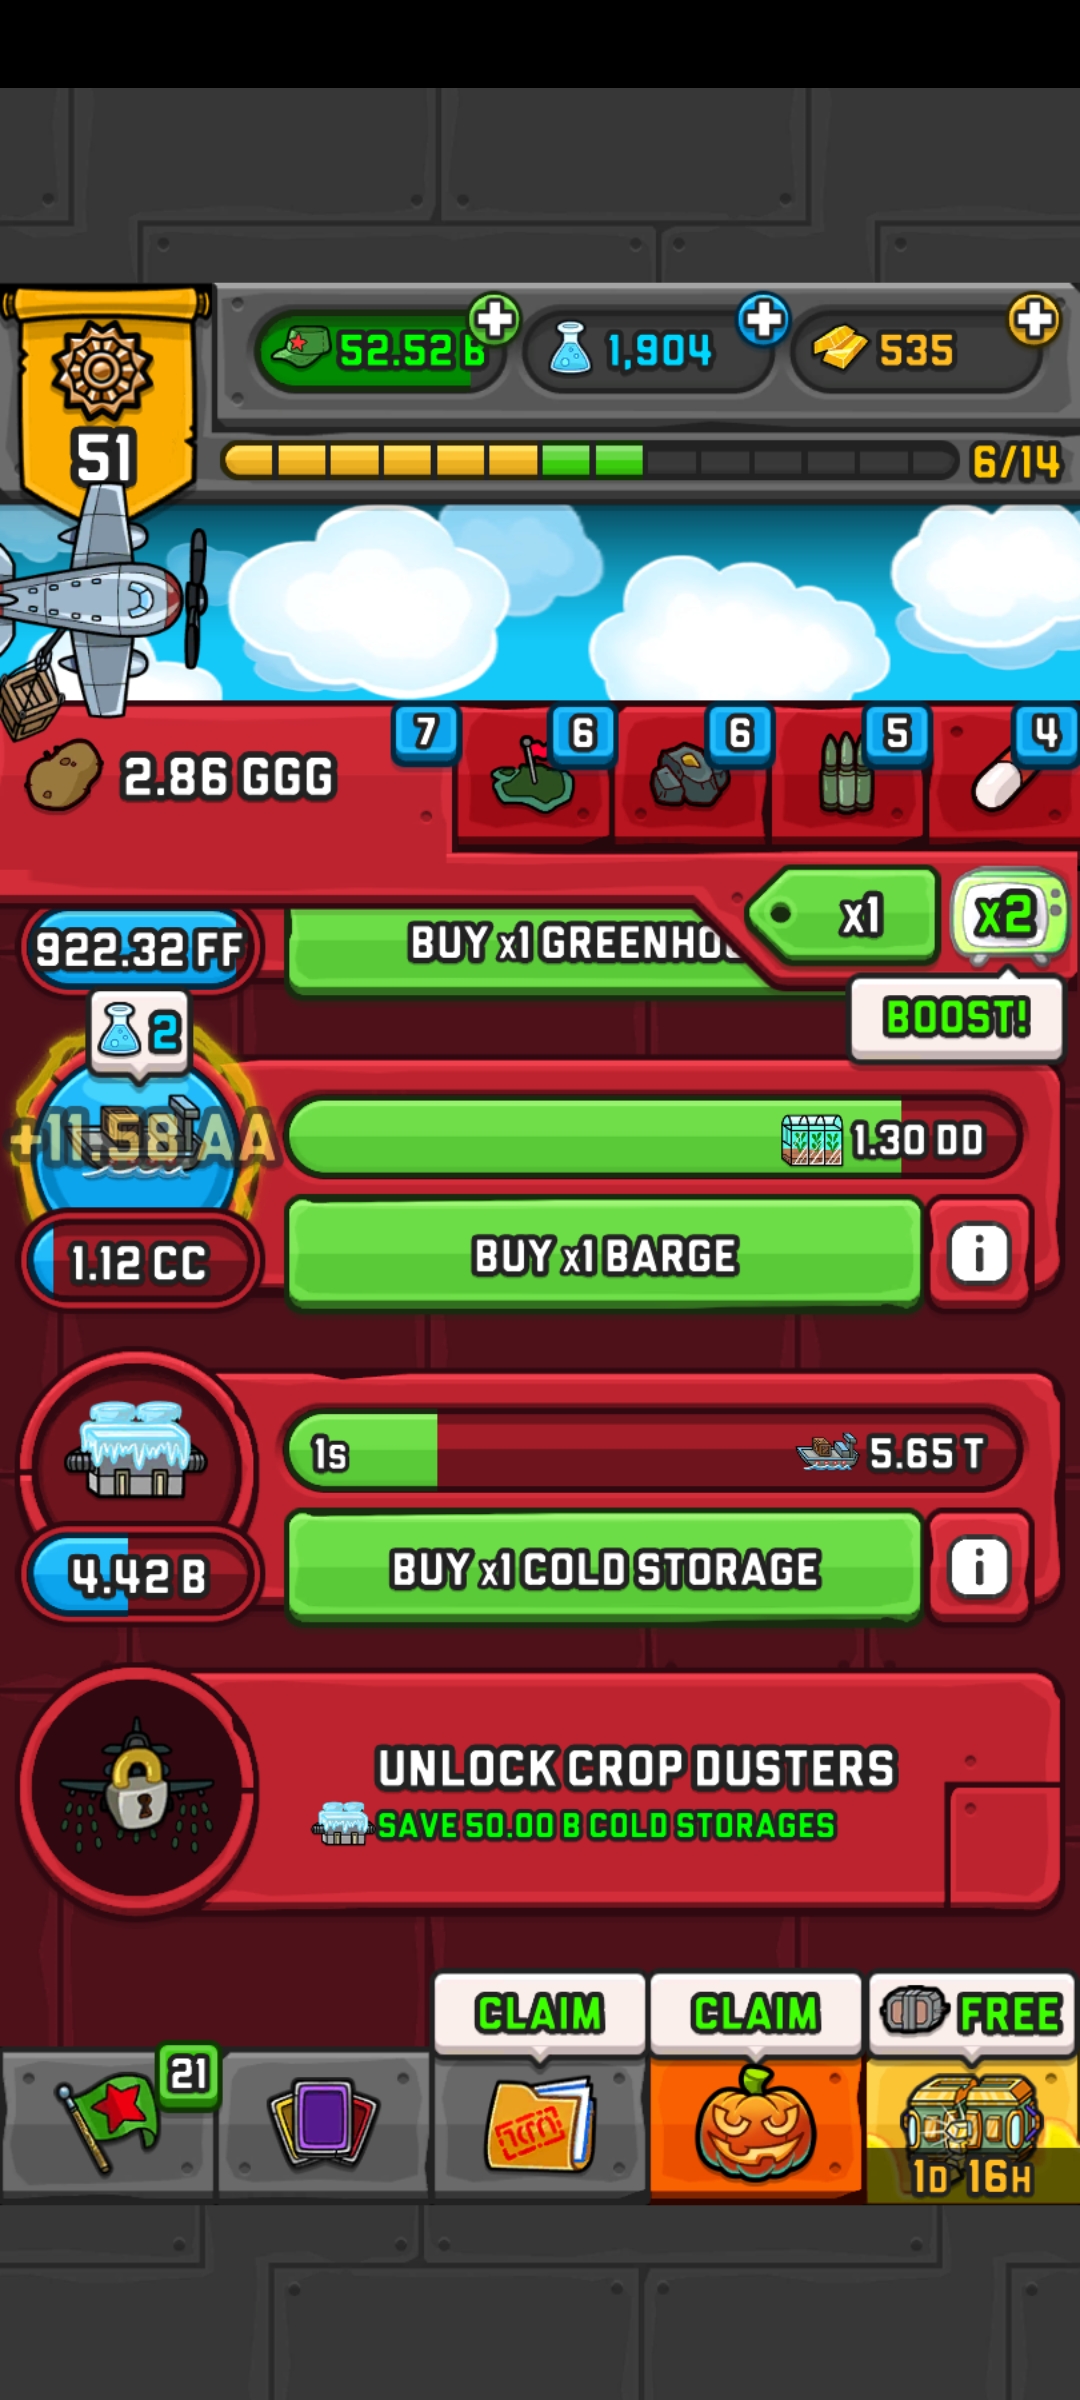 52.52 B
1,904
535
51
6/14
2.86 GGG
7
6
6
5
4
x1
x2
BOOST!
922.32 FF
BUY x1 GREENHO
2
+11.58 AA
1.30 DD
1.12 CC
BUY x1 BARGE
i
1s
5.65 T
4.42 B
BUY x1 COLD STORAGE
i
UNLOCK CROP DUSTERS
SAVE 50.00 B COLD STORAGES
CLAIM
CLAIM
FREE
21
1D 16H